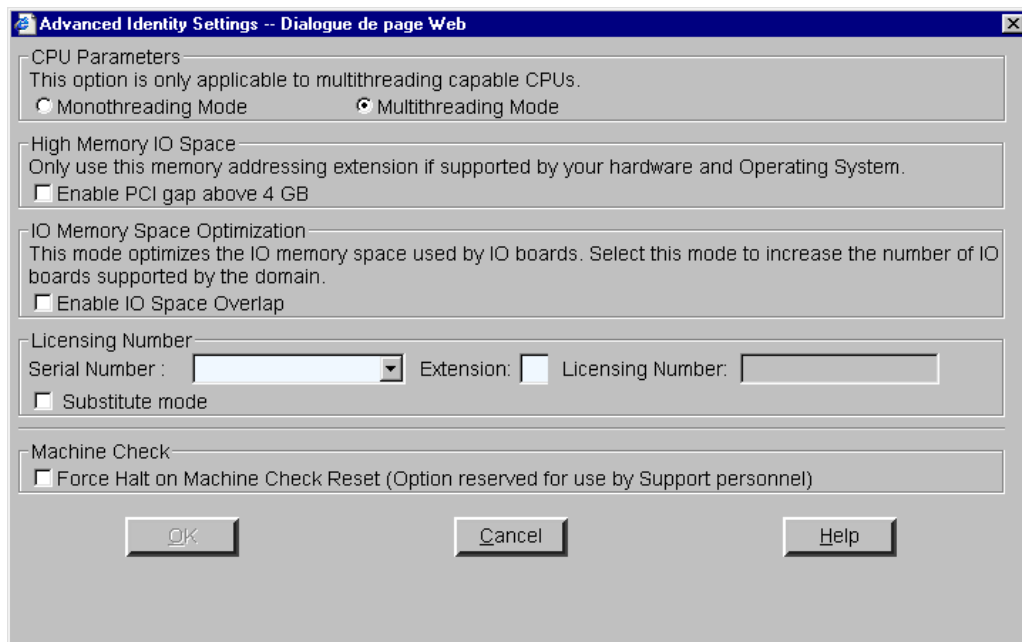 Advanced Identity Settings -- Dialogue de page Web
CPU Parameters
This option is only applicable to multithreading capable CPUs.
Monothreading Mode Multithreading Mode
High Memory IO Space
Only use this memory addressing extension if supported by your hardware and Operating System.
Enable PCI gap above 4 GB
IO Memory Space Optimization
This mode optimizes the IO memory space used by IO boards. Select this mode to increase the number of IO
boards supported by the domain.
Enable IO Space Overlap
Licensing Number
Serial Number : Extension: Licensing Number:
Substitute mode
Machine Check
Force Halt on Machine Check Reset (Option reserved for use by Support personnel)
OK Cancel Help